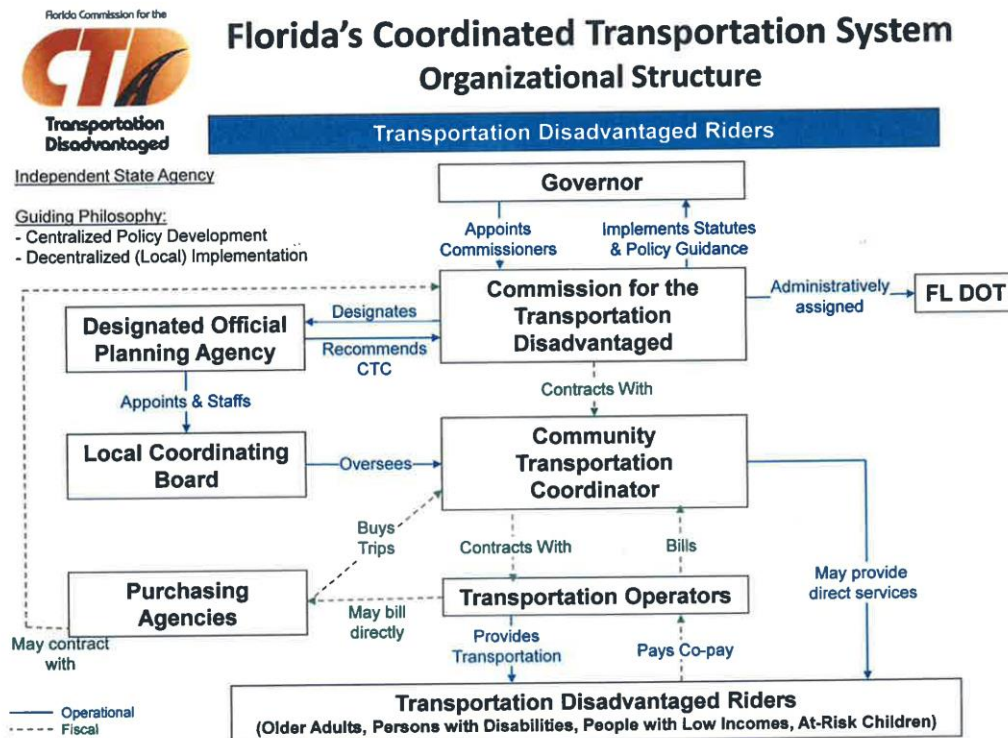 Florida Commission for the
CTD
Transportation
Disadvantaged
Florida's Coordinated Transportation System
Organizational Structure
Transportation Disadvantaged Riders
Independent State Agency
Guiding Philosophy:
- Centralized Policy Development
- Decentralized (Local) Implementation
Governor
Appoints
Commissioners
Implements Statutes
& Policy Guidance
Commission for the
Transportation
Disadvantaged
Administratively
assigned
FL DOT
Designates
Recommends
CTC
Designated Official
Planning Agency
Appoints & Staffs
Contracts With
Local Coordinating
Board
Oversees
Community
Transportation
Coordinator
Buys
Trips
Contracts With
Bills
May provide
direct services
Purchasing
Agencies
May bill
directly
Transportation Operators
May contract
with
Provides
Transportation
Pays Co-pay
Operational
Fiscal
Transportation Disadvantaged Riders
(Older Adults, Persons with Disabilities, People with Low Incomes, At-Risk Children)